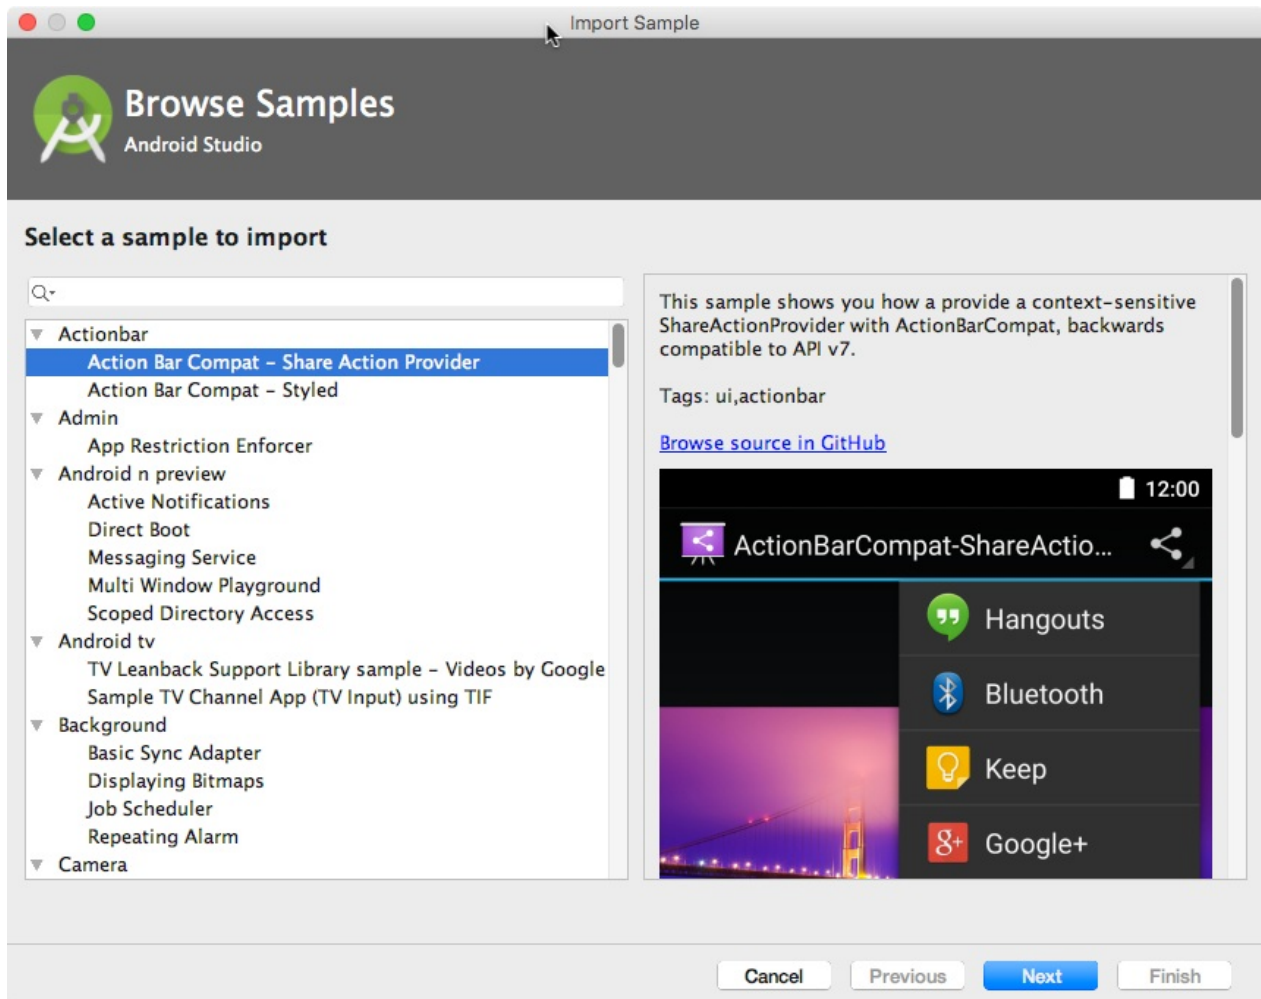 Import Sample
Browse Samples
Android Studio
Select a sample to import
Actionbar
Action Bar Compat – Share Action Provider
Action Bar Compat – Styled
Admin
App Restriction Enforcer
Android n preview
Active Notifications
Direct Boot
Messaging Service
Multi Window Playground
Scoped Directory Access
Android tv
TV Leanback Support Library sample – Videos by Google
Sample TV Channel App (TV Input) using TIF
Background
Basic Sync Adapter
Displaying Bitmaps
Job Scheduler
Repeating Alarm
Camera
This sample shows you how a provide a context-sensitive
ShareActionProvider with ActionBarCompat, backwards
compatible to API v7.
Tags: ui,actionbar
Browse source in GitHub
12:00
ActionBarCompat-ShareActio...
Hangouts
Bluetooth
Keep
g+ Google+
Cancel Previous Next Finish